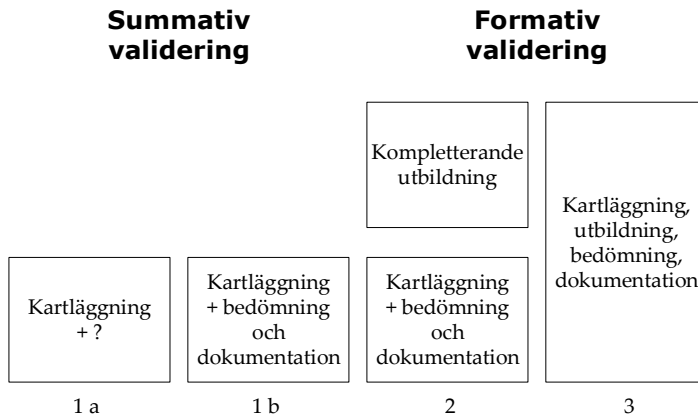 Summativ
validering
Formativ
validering
Kompletterande
utbildning
Kartläggning,
utbildning,
bedömning,
dokumentation
Kartläggning
+ ?
Kartläggning
+ bedömning
och
dokumentation
Kartläggning
+ bedömning
och
dokumentation
1 a
1 b
2
3